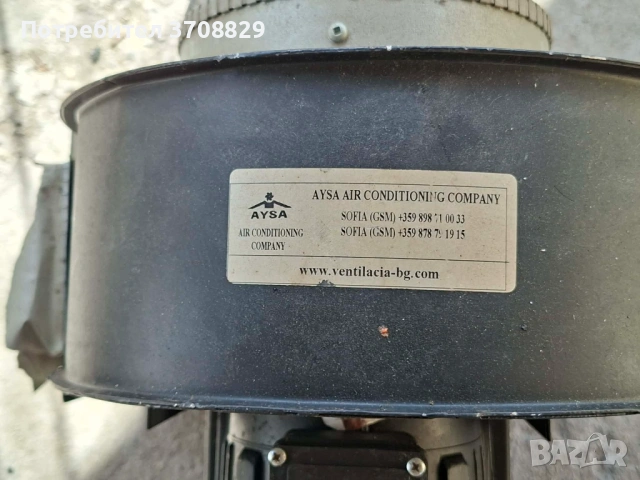 Потребител 3708829
AYSA
AIR CONDITIONING
COMPANY
AYSA AIR CONDITIONING COMPANY
SOFIA (GSM) +359 898 71 00 33
SOFIA (GSM) +359 878 19 15
www.ventilacia-bg.com
BAZAR